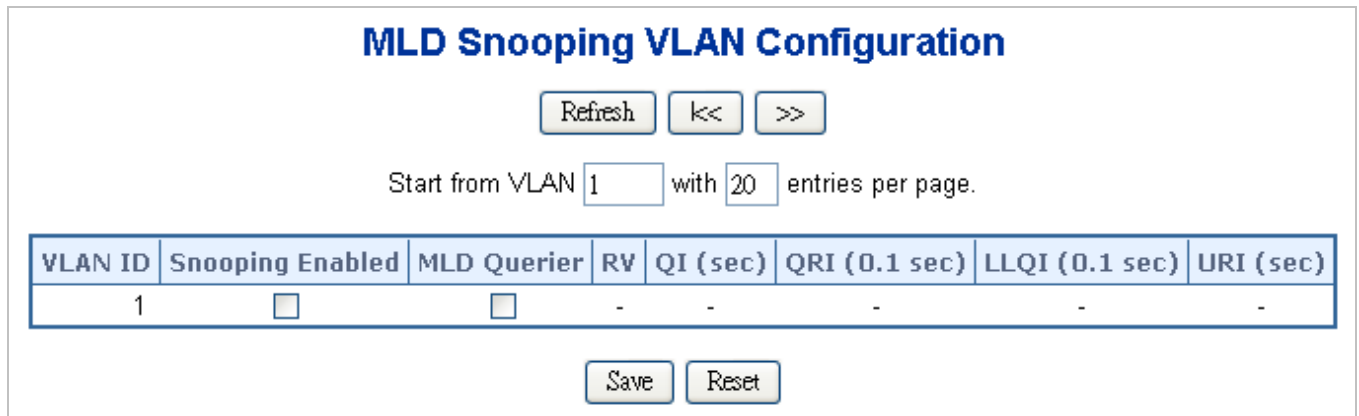 MLD Snooping VLAN Configuration
Refresh |<< >>
Start from VLAN 1 with 20 entries per page.
VLAN ID Snooping Enabled MLD Querier RV QI (sec) QRI (0.1 sec) LLQI (0.1 sec) URI (sec)
1 - - - - -
Save Reset